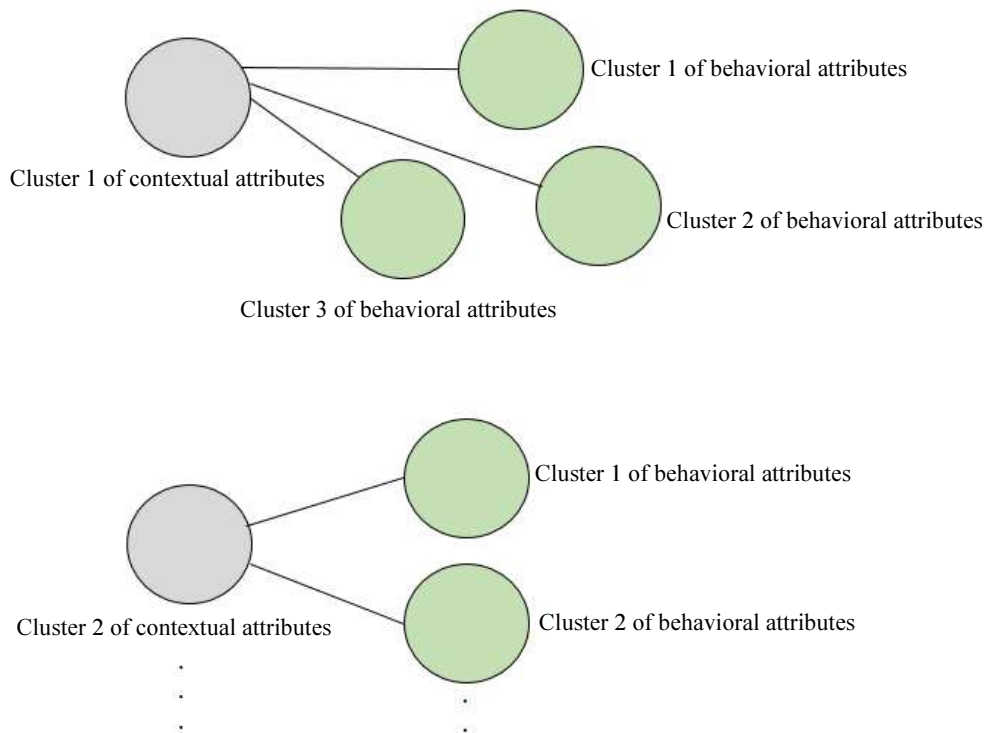 Cluster 1 of behavioral attributes
Cluster 1 of contextual attributes
Cluster 2 of behavioral attributes
Cluster 3 of behavioral attributes
Cluster 1 of behavioral attributes
Cluster 2 of contextual attributes
Cluster 2 of behavioral attributes